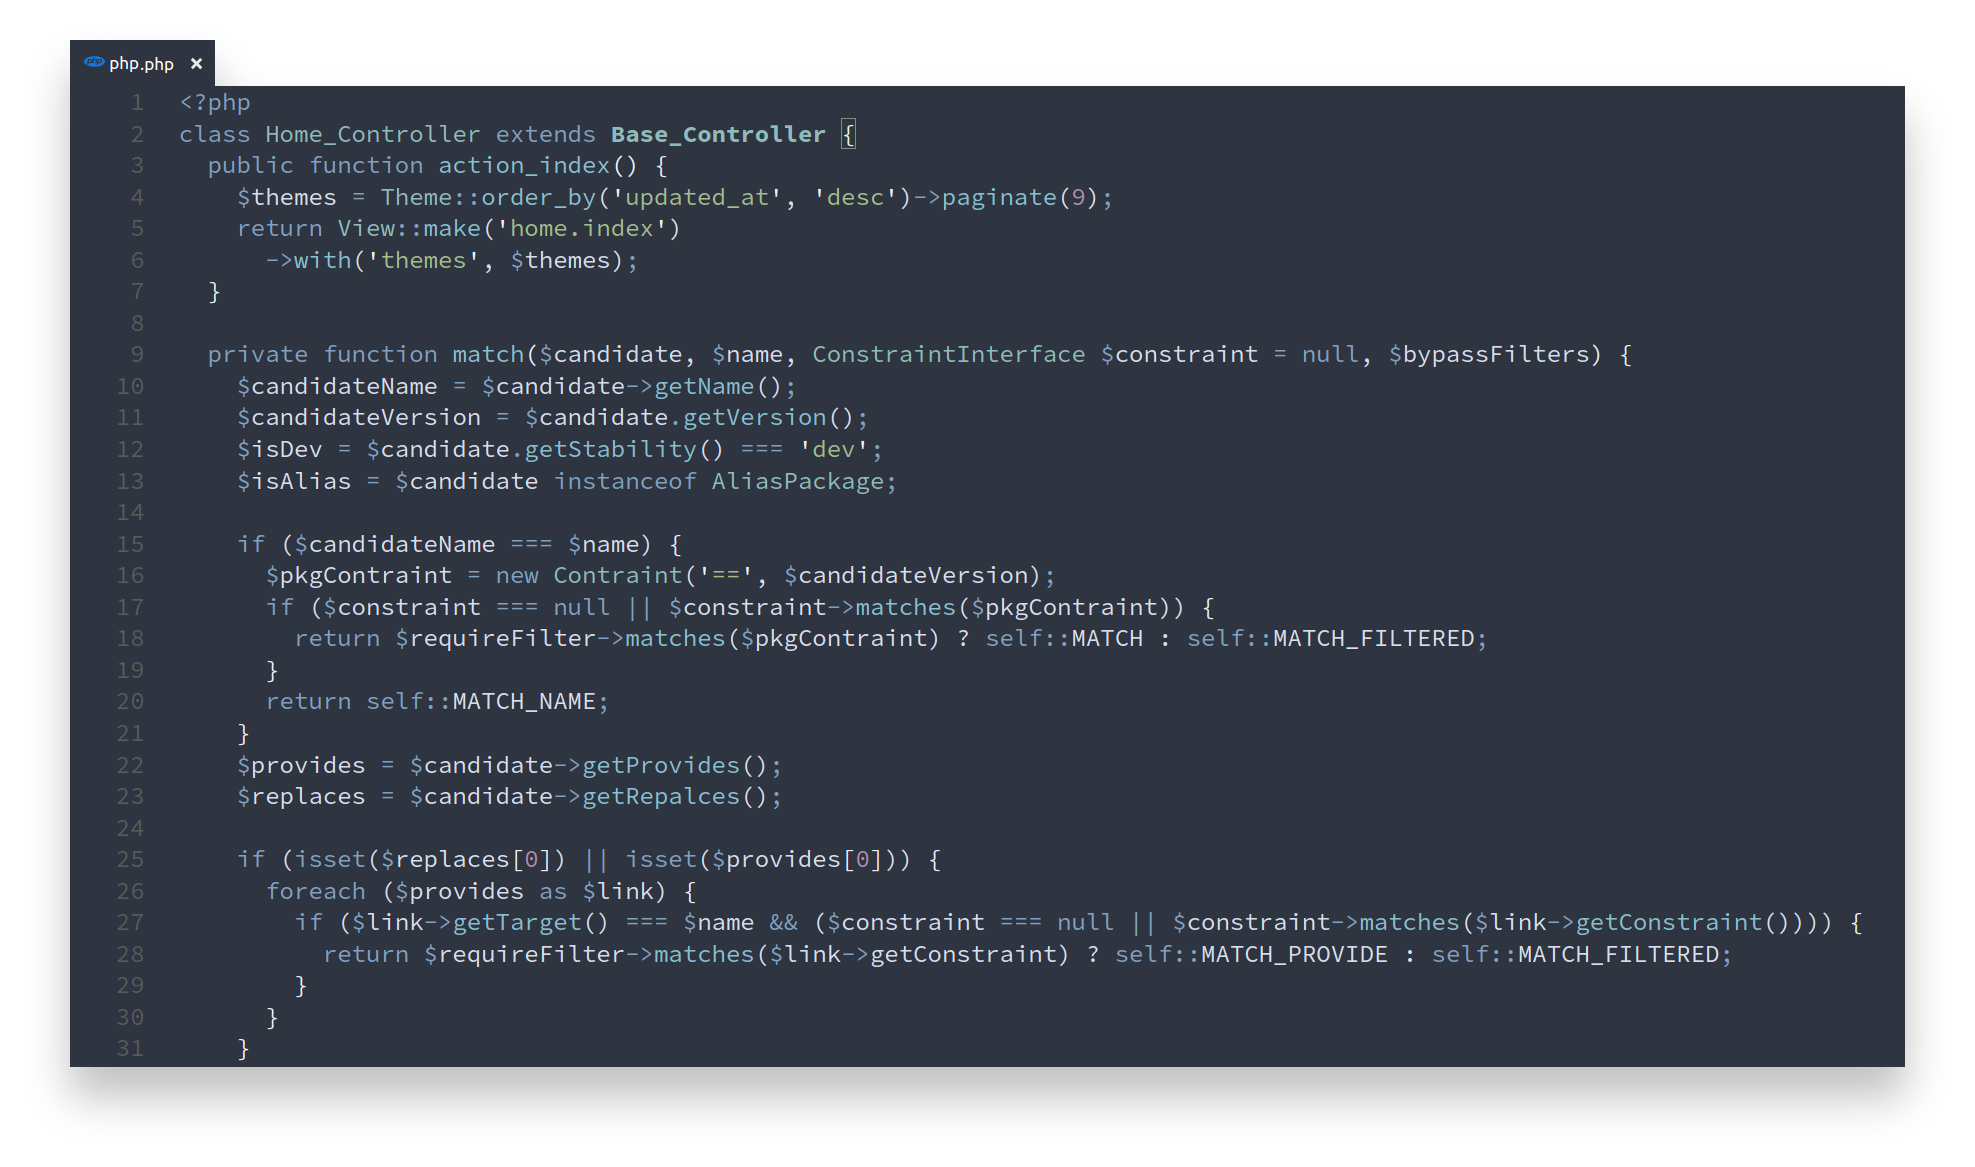 php php.php ×
1 <?php
2 class Home_Controller extends Base_Controller {
3   public function action_index() {
4     $themes = Theme::order_by('updated_at', 'desc')->paginate(9);
5     return View::make('home.index')
6       ->with('themes', $themes);
7   }
8
9   private function match($candidate, $name, ConstraintInterface $constraint = null, $bypassFilters) {
10     $candidateName = $candidate->getName();
11     $candidateVersion = $candidate.getVersion();
12     $isDev = $candidate.getStability() === 'dev';
13     $isAlias = $candidate instanceof AliasPackage;
14
15     if ($candidateName === $name) {
16       $pkgContraint = new Contraint('==', $candidateVersion);
17       if ($constraint === null || $constraint->matches($pkgContraint)) {
18         return $requireFilter->matches($pkgContraint) ? self::MATCH : self::MATCH_FILTERED;
19       }
20       return self::MATCH_NAME;
21     }
22     $provides = $candidate->getProvides();
23     $replaces = $candidate->getRepalces();
24
25     if (isset($replaces[0]) || isset($provides[0])) {
26       foreach ($provides as $link) {
27         if ($link->getTarget() === $name && ($constraint === null || $constraint->matches($link->getConstraint()))) {
28           return $requireFilter->matches($link->getConstraint) ? self::MATCH_PROVIDE : self::MATCH_FILTERED;
29         }
30       }
31     }